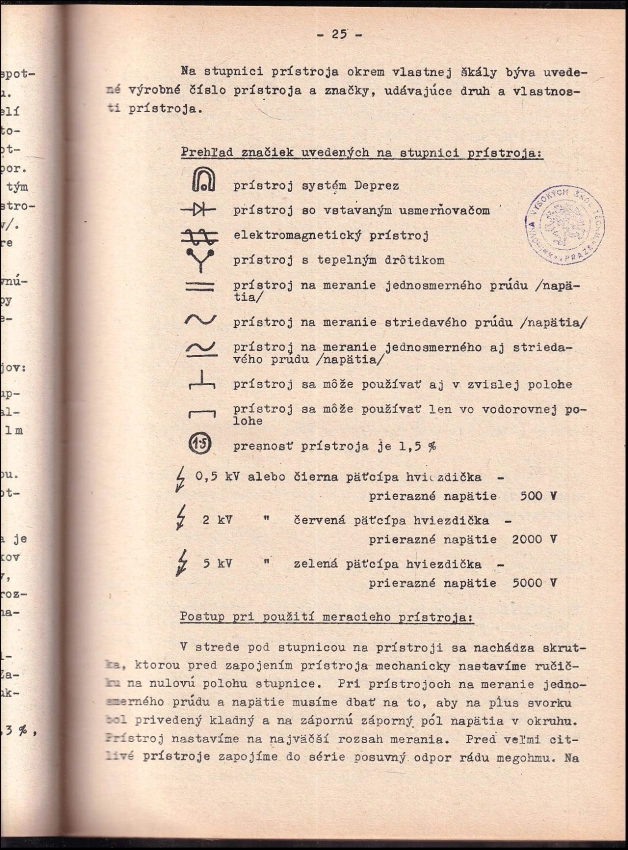 - 25 -
Na stupnici prístroja okrem vlastnej škály býva uvede-
né výrobné číslo prístroja a značky, udávajúce druh a vlastnos-
ti prístroja.
Prehľad značiek uvedených na stupnici prístroja:
prístroj systém Deprez
prístroj so vstavaným usmerňovačom
elektromagnetický prístroj
prístroj s tepelným drôtikom
prístroj na meranie jednosmerného prúdu /napä-
tia/
prístroj na meranie striedavého prúdu /napätia/
prístroj na meranie jednosmerného aj strieda-
vého prúdu /napätia/
prístroj sa môže používať aj v zvislej polohe
prístroj sa môže používať len vo vodorovnej po-
lohe
1·5 presnosť prístroja je 1,5 %
0,5 kV alebo čierna päťcípa hviezdička -
prierazné napätie 500 V
2 kV " červená päťcípa hviezdička -
prierazné napätie 2000 V
5 kV " zelená päťcípa hviezdička -
prierazné napätie 5000 V
Postup pri použití meracieho prístroja:
V strede pod stupnicou na prístroji sa nachádza skrut-
ka, ktorou pred zapojením prístroja mechanicky nastavíme ručič-
ku na nulovú polohu stupnice. Pri prístrojoch na meranie jedno-
smerného prúdu a napätie musíme dbať na to, aby na plus svorku
bol privedený kladný a na zápornú záporný pól napätia v okruhu.
Prístroj nastavíme na najväčší rozsah merania. Pred veľmi cit-
livé prístroje zapojíme do série posuvný odpor rádu megohmu. Na